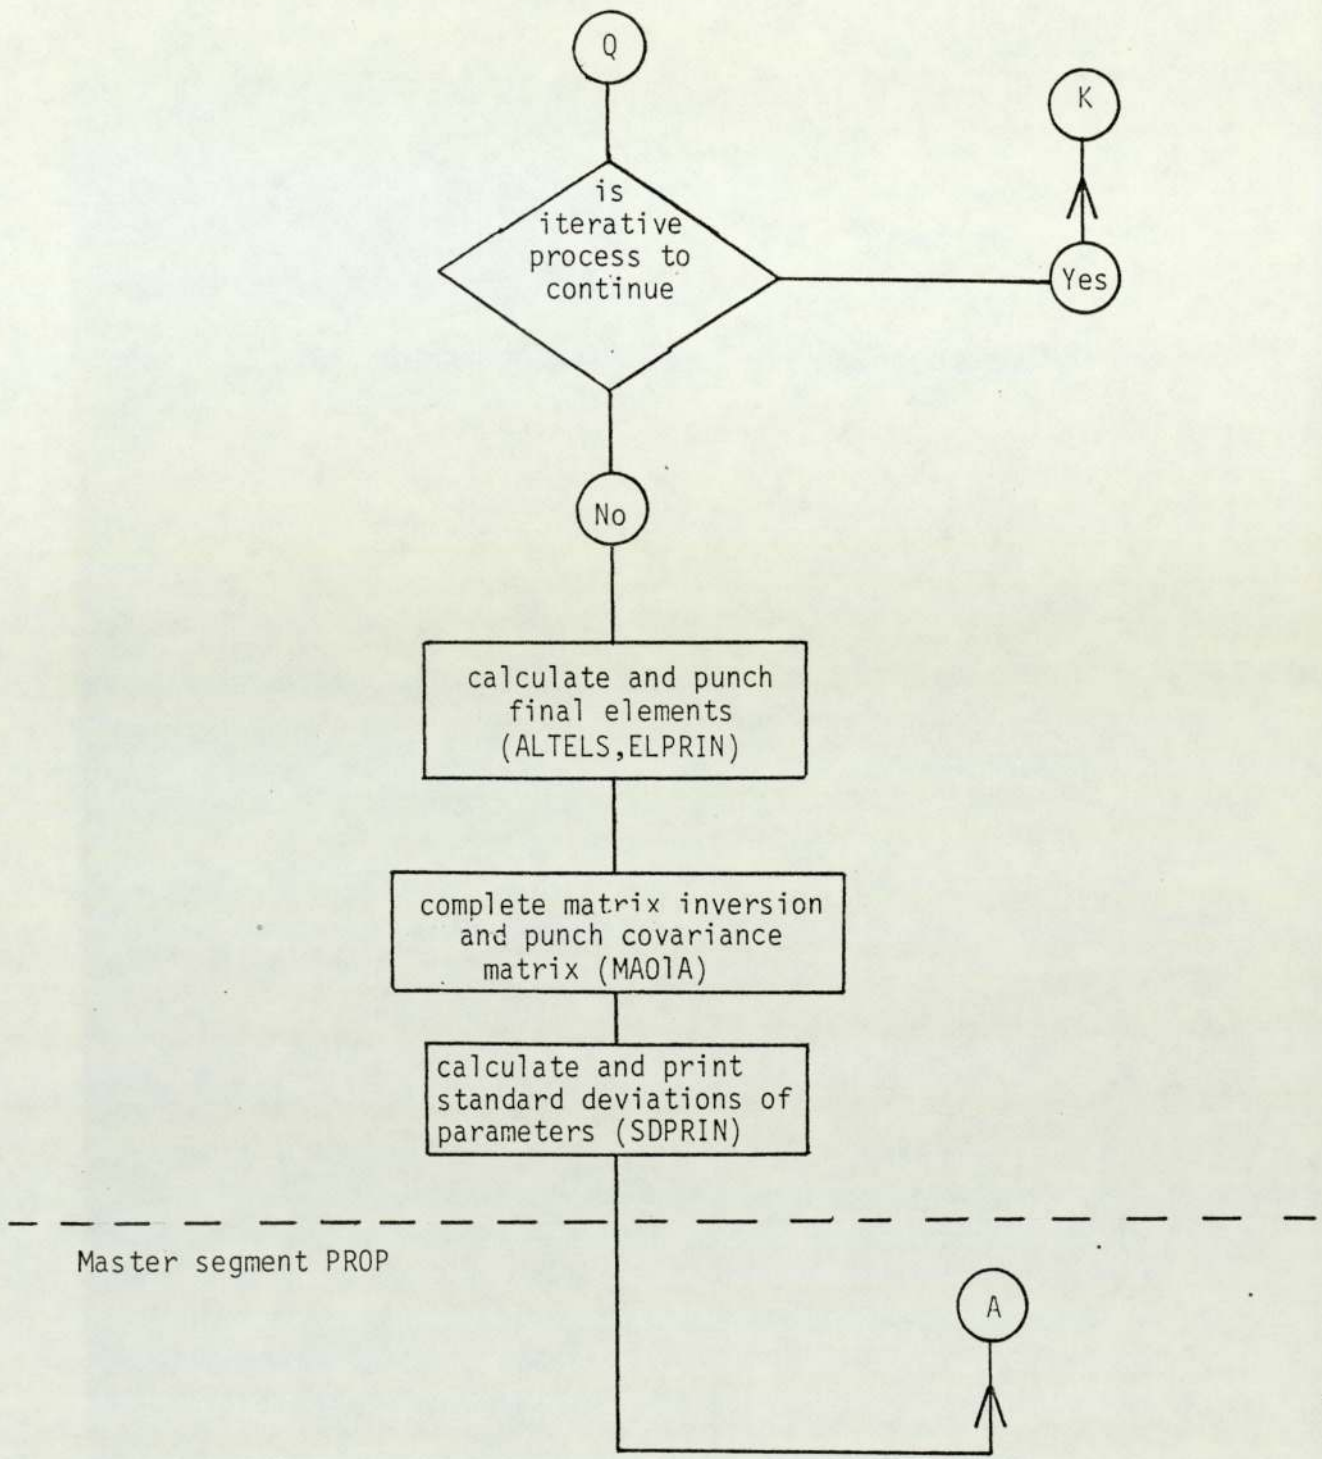 Q
K
is
iterative
process to
continue
Yes
No
calculate and punch
final elements
(ALTELS,ELPRIN)
complete matrix inversion
and punch covariance
matrix (MA01A)
calculate and print
standard deviations of
parameters (SDPRIN)
Master segment PROP
A